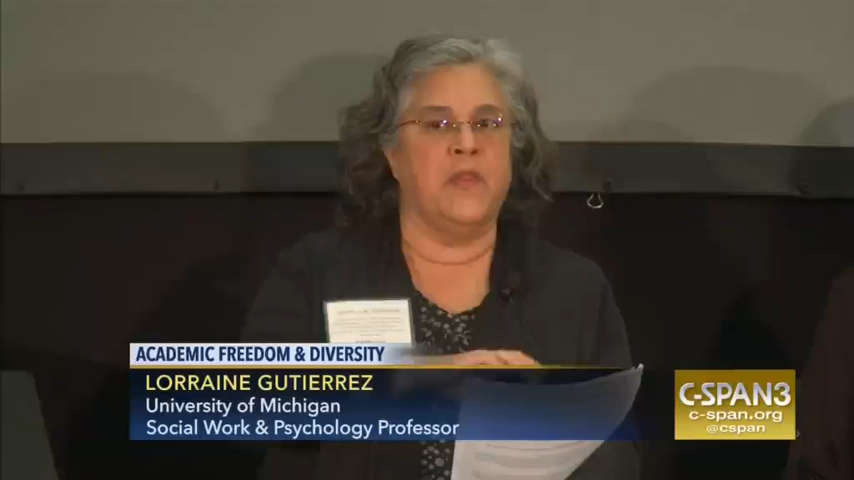 ACADEMIC FREEDOM & DIVERSITY
LORRAINE GUTIERREZ
University of Michigan
Social Work & Psychology Professor
C-SPAN3
c-span.org
@cspan